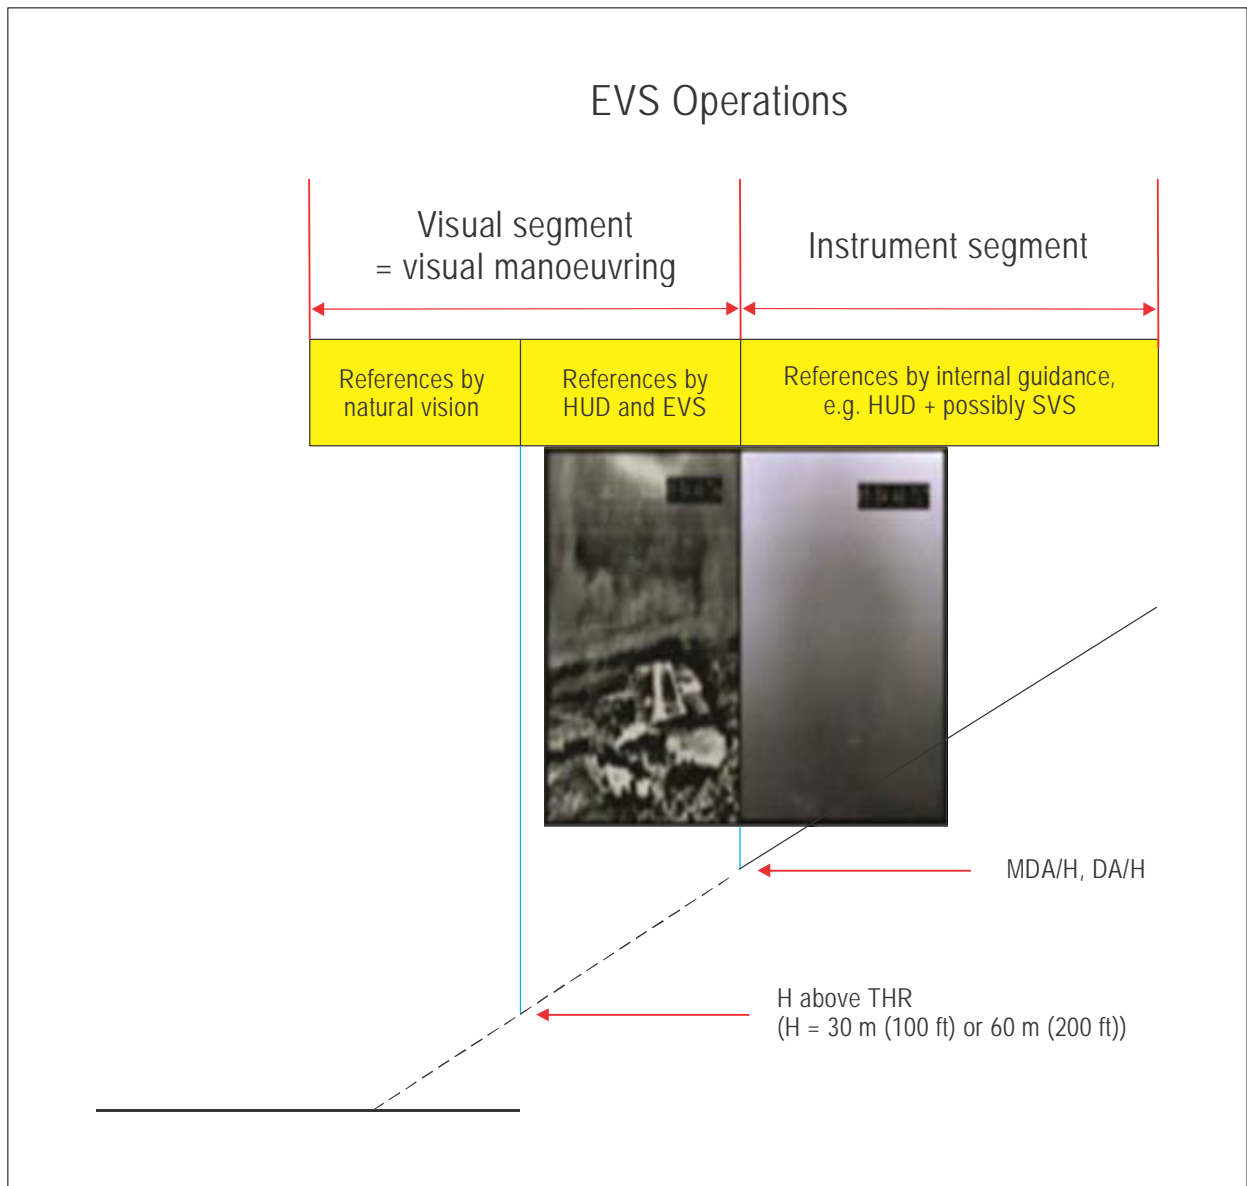 EVS Operations
Visual segment
= visual manoeuvring
Instrument segment
References by
natural vision
References by
HUD and EVS
References by internal guidance,
e.g. HUD + possibly SVS
MDA/H, DA/H
H above THR
(H = 30 m (100 ft) or 60 m (200 ft))